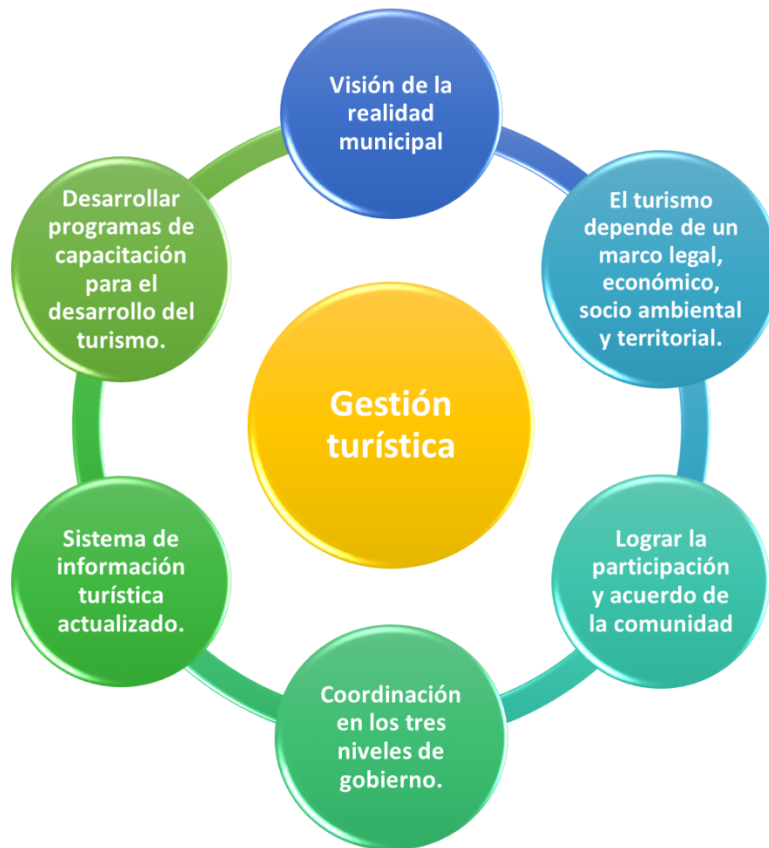 Visión de la
realidad
municipal
El turismo
depende de un
marco legal,
económico,
socio ambiental
y territorial.
Lograr la
participación
y acuerdo de
la comunidad
Coordinación
en los tres
niveles de
gobierno.
Sistema de
información
turística
actualizado.
Desarrollar
programas de
capacitación
para el
desarrollo del
turismo.
Gestión
turística